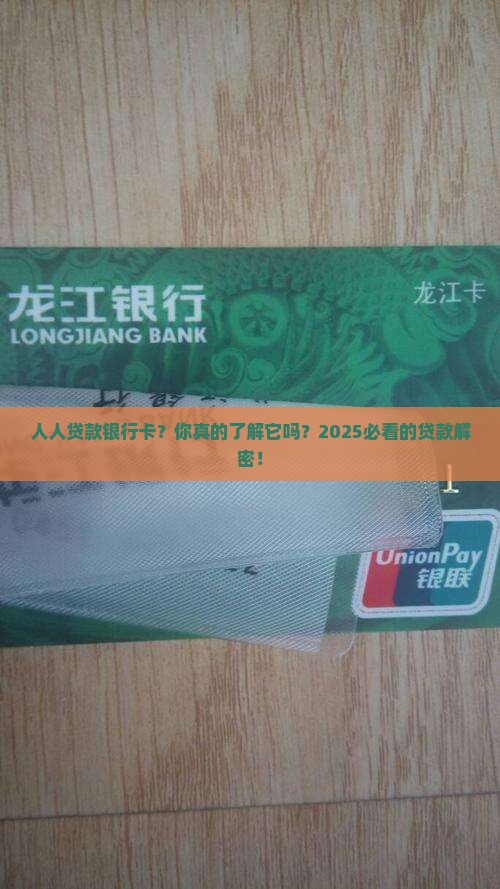 龙江银行
LONGJIANG BANK
龙江卡
人人贷款银行卡？你真的了解它吗？2025必看的贷款解
密！
UnionPay
银联